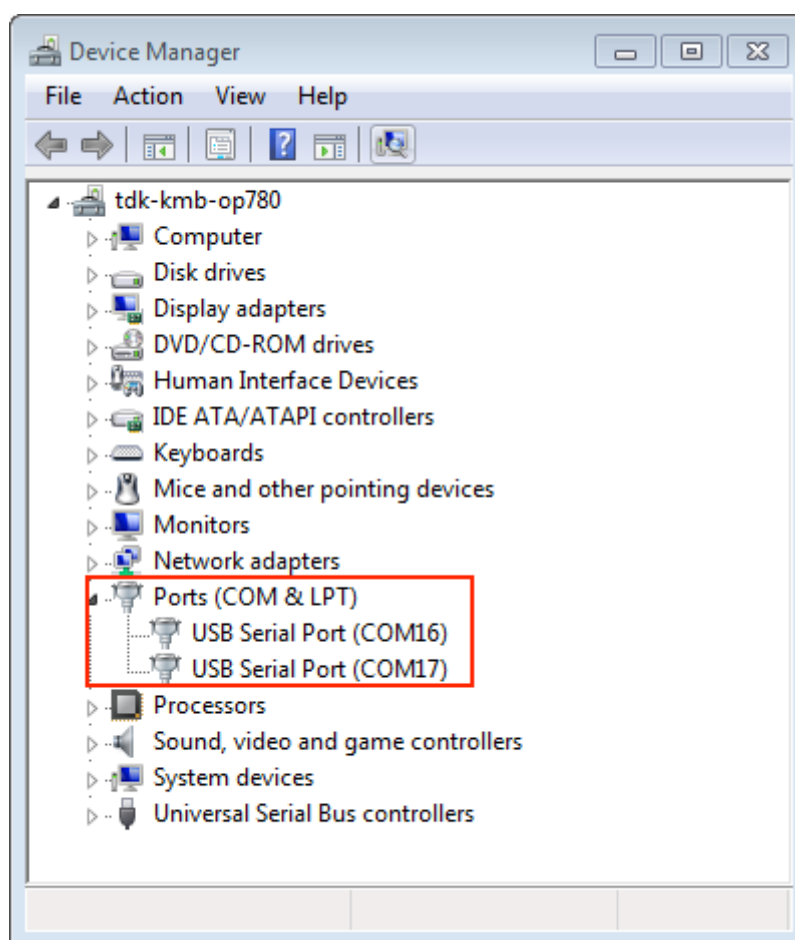 Device Manager
File Action View Help
tdk-kmb-op780
Computer
Disk drives
Display adapters
DVD/CD-ROM drives
Human Interface Devices
IDE ATA/ATAPI controllers
Keyboards
Mice and other pointing devices
Monitors
Network adapters
Ports (COM & LPT)
USB Serial Port (COM16)
USB Serial Port (COM17)
Processors
Sound, video and game controllers
System devices
Universal Serial Bus controllers